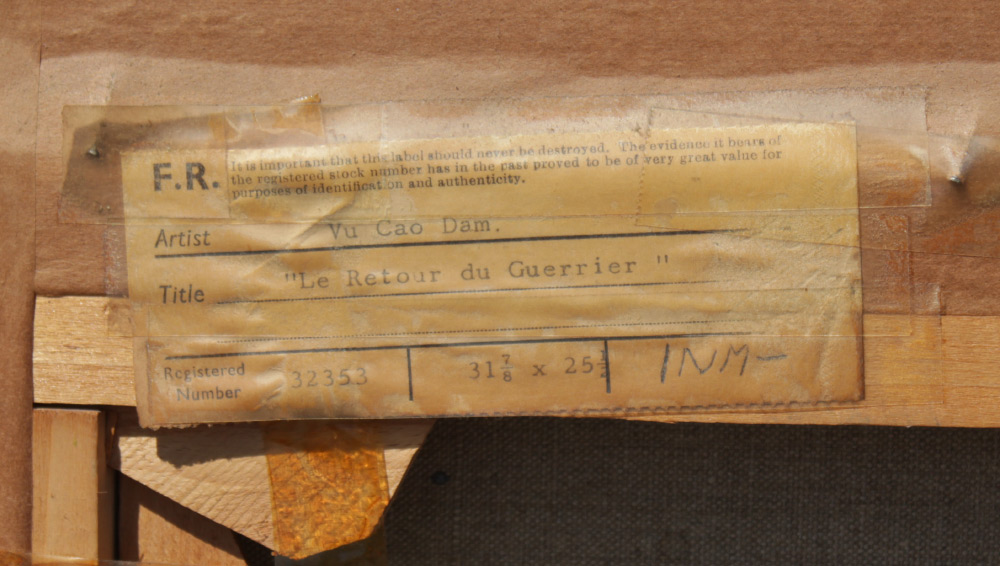 F.R. It is important that this label should never be destroyed. The evidence it bears of
the registered stock number has in the past proved to be of very great value for
purposes of identification and authenticity.
Artist Vu Cao Dam.
Title "Le Retour du Guerrier "
Registered Number 32353 31⅞ x 25½ INM-